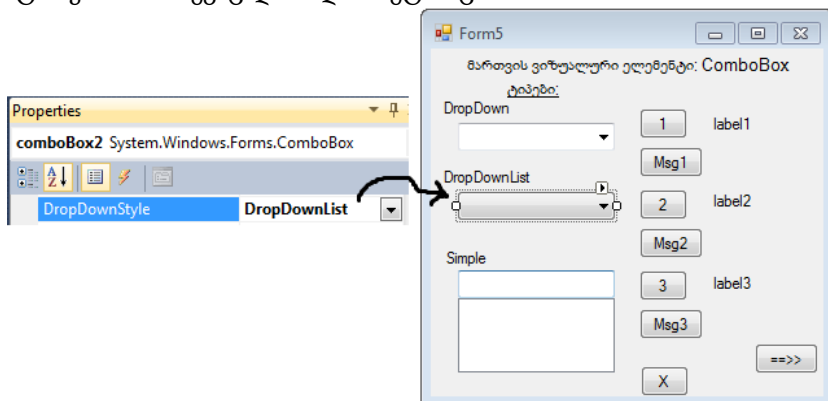 Form5
მართვის ვიზუალური ელემენტი: ComboBox
ტიპები:
DropDown
1 label1
Msg1
DropDownList
2 label2
Msg2
Simple
3 label3
Msg3
==>>
X
Properties
comboBox2 System.Windows.Forms.ComboBox
DropDownStyle DropDownList